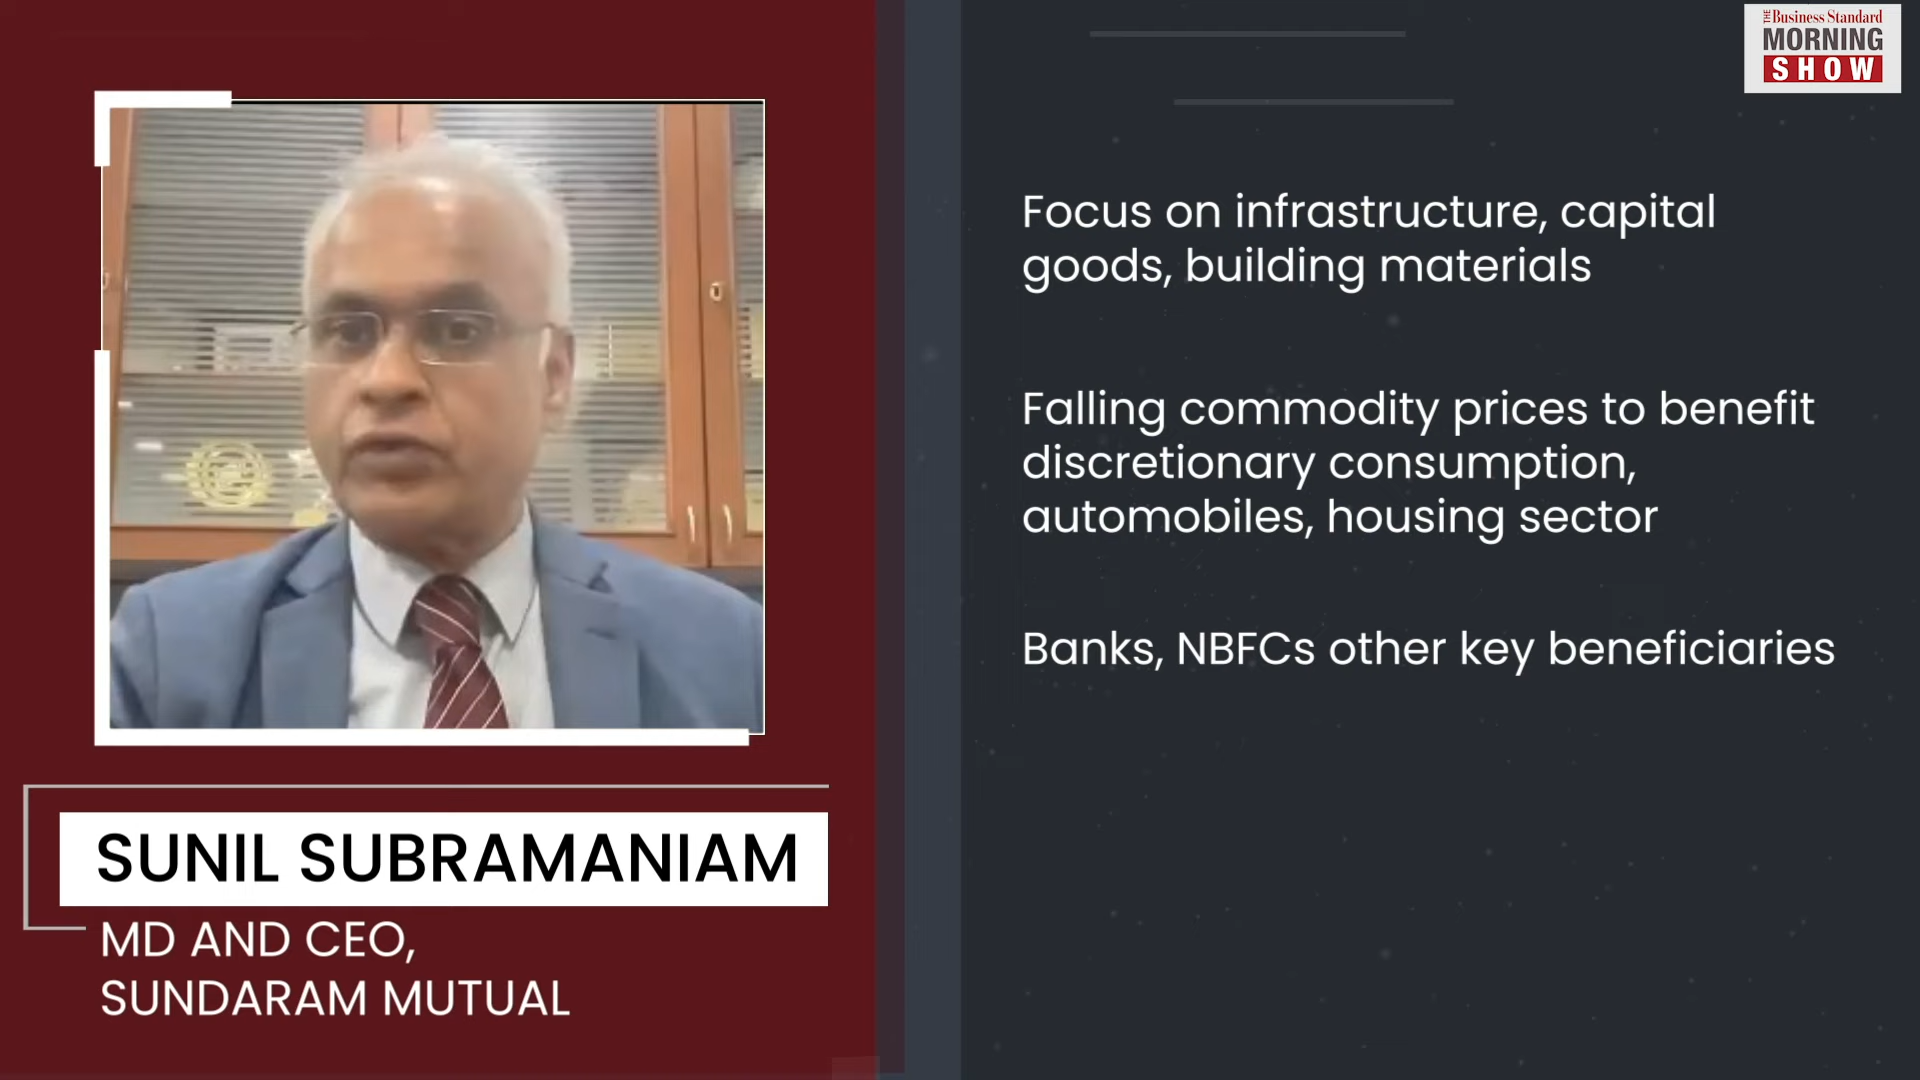 THE Business Standard
MORNING
SHOW
Focus on infrastructure, capital
goods, building materials
Falling commodity prices to benefit
discretionary consumption,
automobiles, housing sector
Banks, NBFCs other key beneficiaries
SUNIL SUBRAMANIAM
MD AND CEO,
SUNDARAM MUTUAL